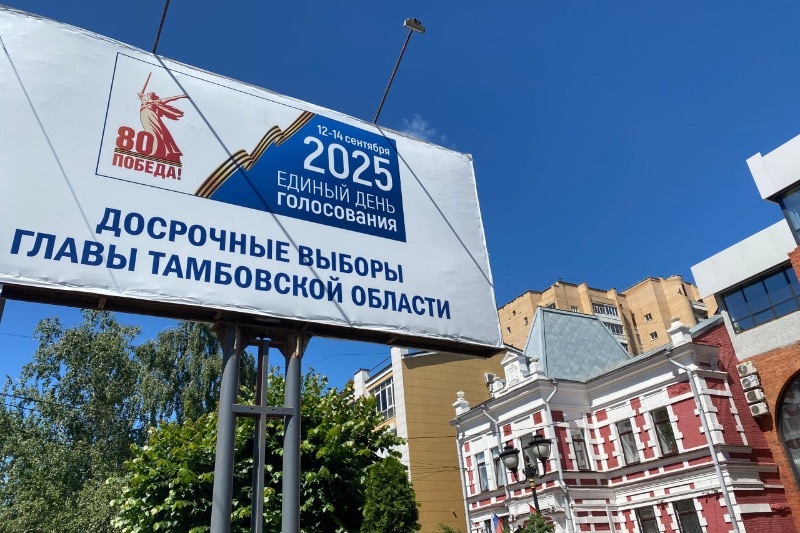 80
ПОБЕДА!
12-14 сентября
2025
ЕДИНЫЙ ДЕНЬ
ГОЛОСОВАНИЯ
ДОСРОЧНЫЕ ВЫБОРЫ
ГЛАВЫ ТАМБОВСКОЙ ОБЛАСТИ